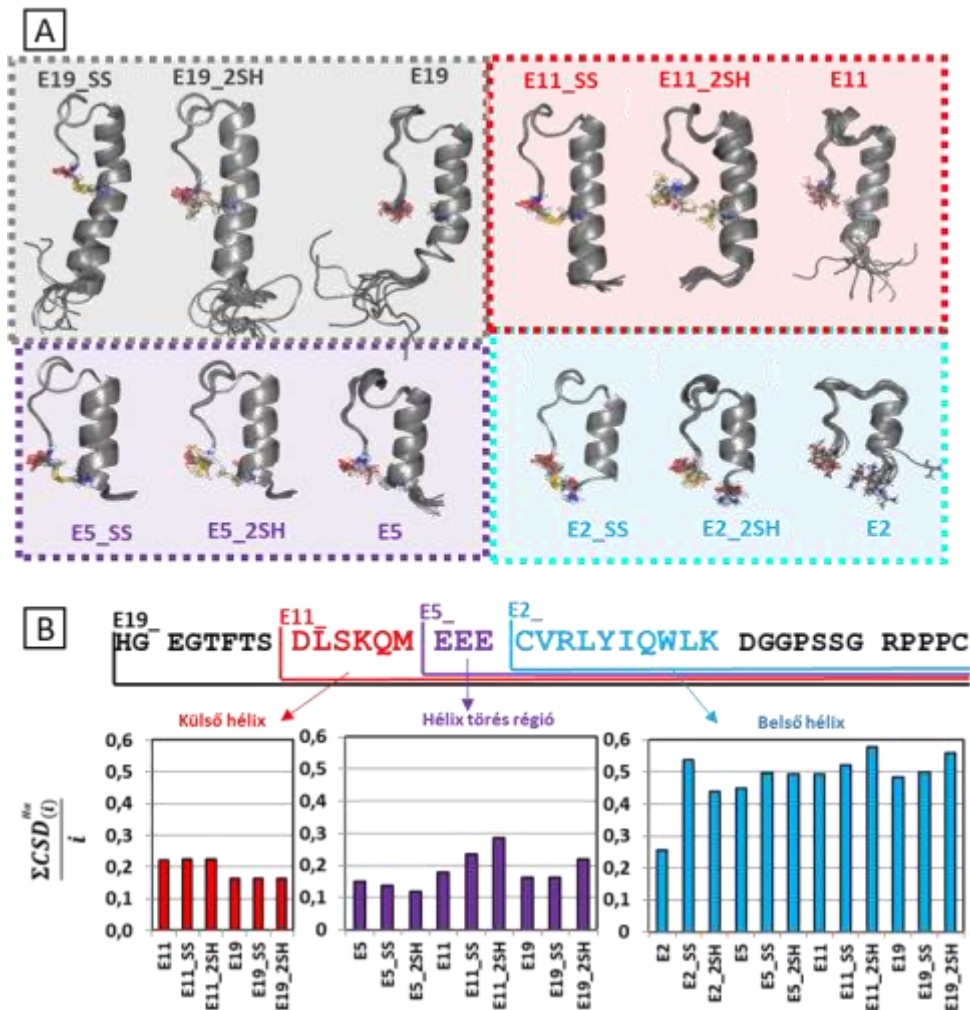 A
E19_SS E19_2SH E19
E11_SS E11_2SH E11
E5_SS E5_2SH E5
E2_SS E2_2SH E2
B
E19_ E11_ E5_ E2_
HG EGTFTS DLSKQM EEE CVRLYIQWLK DGGPSSG RPPPC
Külső hélix
Hélix törés régió
Belső hélix
ΣCSD(i)Hα
i
0,6
0,5
0,4
0,3
0,2
0,1
0,0
E11
E11_SS
E11_2SH
E19
E19_SS
E19_2SH
0,6
0,5
0,4
0,3
0,2
0,1
0
E5
E5_SS
E5_2SH
E11
E11_SS
E11_2SH
E19
E19_SS
E19_2SH
0,6
0,5
0,4
0,3
0,2
0,1
0
E2
E2_SS
E2_2SH
E5
E5_SS
E5_2SH
E11
E11_SS
E11_2SH
E19
E19_SS
E19_2SH